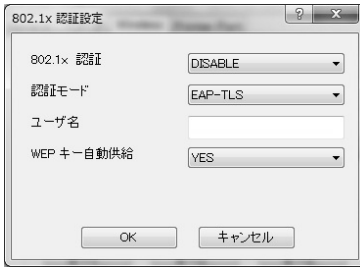 802.1x 認証設定
802.1x 認証 DISABLE
認証モード EAP-TLS
ユーザ名
WEP キー自動供給 YES
OK キャンセル